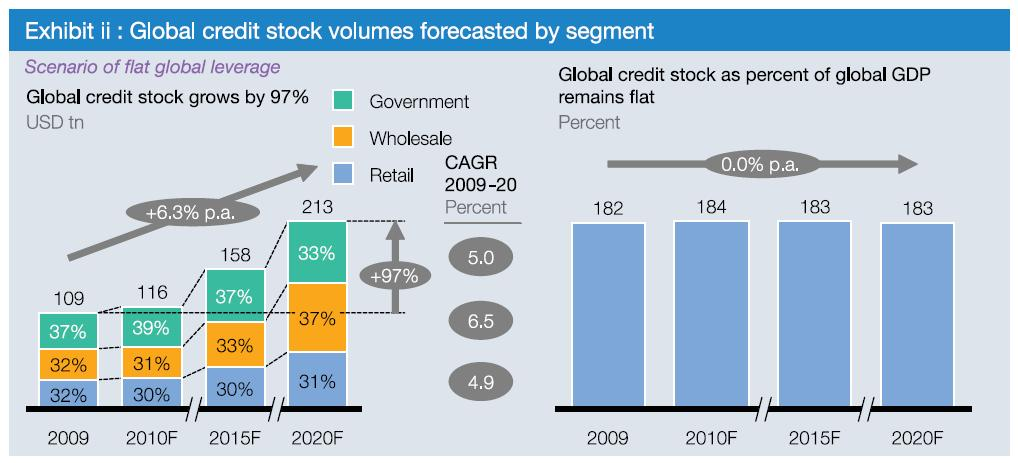 Exhibit ii : Global credit stock volumes forecasted by segment
Scenario of flat global leverage
Global credit stock grows by 97%
USD tn
Government
Wholesale
Retail
CAGR
2009–20
Percent
+6.3% p.a.
213
158
116
109
+97%
33%
37%
39%
37%
37%
33%
31%
32%
31%
30%
30%
32%
5.0
6.5
4.9
2009 2010F 2015F 2020F
Global credit stock as percent of global GDP
remains flat
Percent
0.0% p.a.
182 184 183 183
2009 2010F 2015F 2020F